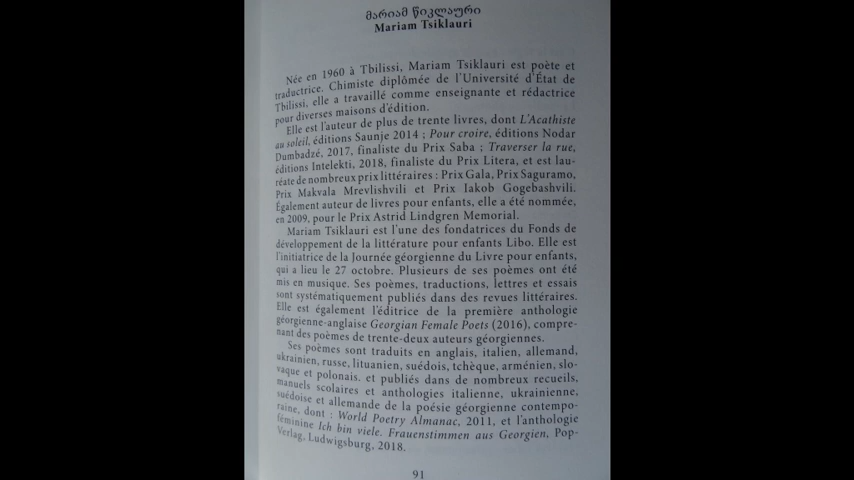 მარიამ წიკლაური
Mariam Tsiklauri
Née en 1960 à Tbilissi, Mariam Tsiklauri est poète et
traductrice. Chimiste diplômée de l'Université d'État de
Tbilissi, elle a travaillé comme enseignante et rédactrice
pour diverses maisons d'édition.
Elle est l'auteur de plus de trente livres, dont L'Acathiste
au soleil, éditions Saunje 2014 ; Pour croire, éditions Nodar
Dumbadzé, 2017, finaliste du Prix Saba ; Traverser la rue,
éditions Intelekti, 2018, finaliste du Prix Litera, et est lau-
réate de nombreux prix littéraires : Prix Gala, Prix Saguramo,
Prix Makvala Mrevlishvili et Prix Iakob Gogebashvili.
Également auteur de livres pour enfants, elle a été nommée,
en 2009, pour le Prix Astrid Lindgren Memorial.
Mariam Tsiklauri est l'une des fondatrices du Fonds de
développement de la littérature pour enfants Libo. Elle est
l'initiatrice de la Journée géorgienne du Livre pour enfants,
qui a lieu le 27 octobre. Plusieurs de ses poèmes ont été
mis en musique. Ses poèmes, traductions, lettres et essais
sont systématiquement publiés dans des revues littéraires.
Elle est également l'éditrice de la première anthologie
géorgienne-anglaise Georgian Female Poets (2016), compre-
nant des poèmes de trente-deux auteurs géorgiennes.
Ses poèmes sont traduits en anglais, italien, allemand,
ukrainien, russe, lituanien, suédois, tchèque, arménien, slo-
vaque et polonais. et publiés dans de nombreux recueils,
manuels scolaires et anthologies italienne, ukrainienne,
suédoise et allemande de la poésie géorgienne contempo-
raine, dont : World Poetry Almanac, 2011, et l'anthologie
féminine Ich bin viele. Frauenstimmen aus Georgien, Pop-
Verlag, Ludwigsburg, 2018.
91